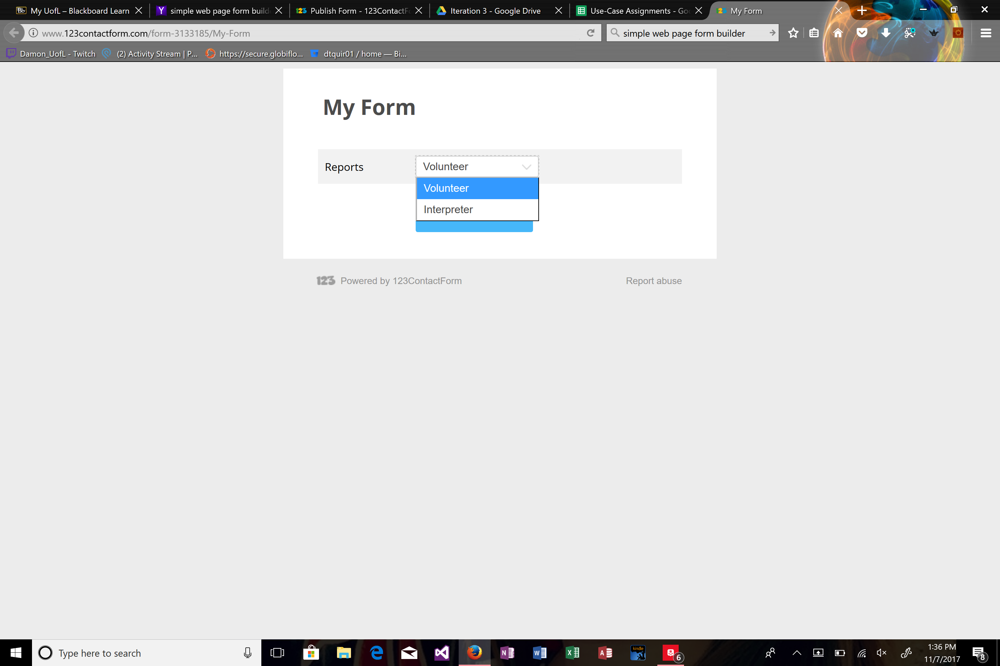 My UofL – Blackboard Learn
simple web page form build
Publish Form - 123ContactF
Iteration 3 - Google Drive
Use-Case Assignments - Goo
My Form
www.123contactform.com/form-3133185/My-Form
simple web page form builder
Damon_UofL - Twitch
(2) Activity Stream | P...
https://secure.globiflo...
dtquir01 / home — Bi...
My Form
Reports
Volunteer
Volunteer
Interpreter
123 Powered by 123ContactForm
Report abuse
Type here to search
kindle
6
1:36 PM
11/7/2017
8